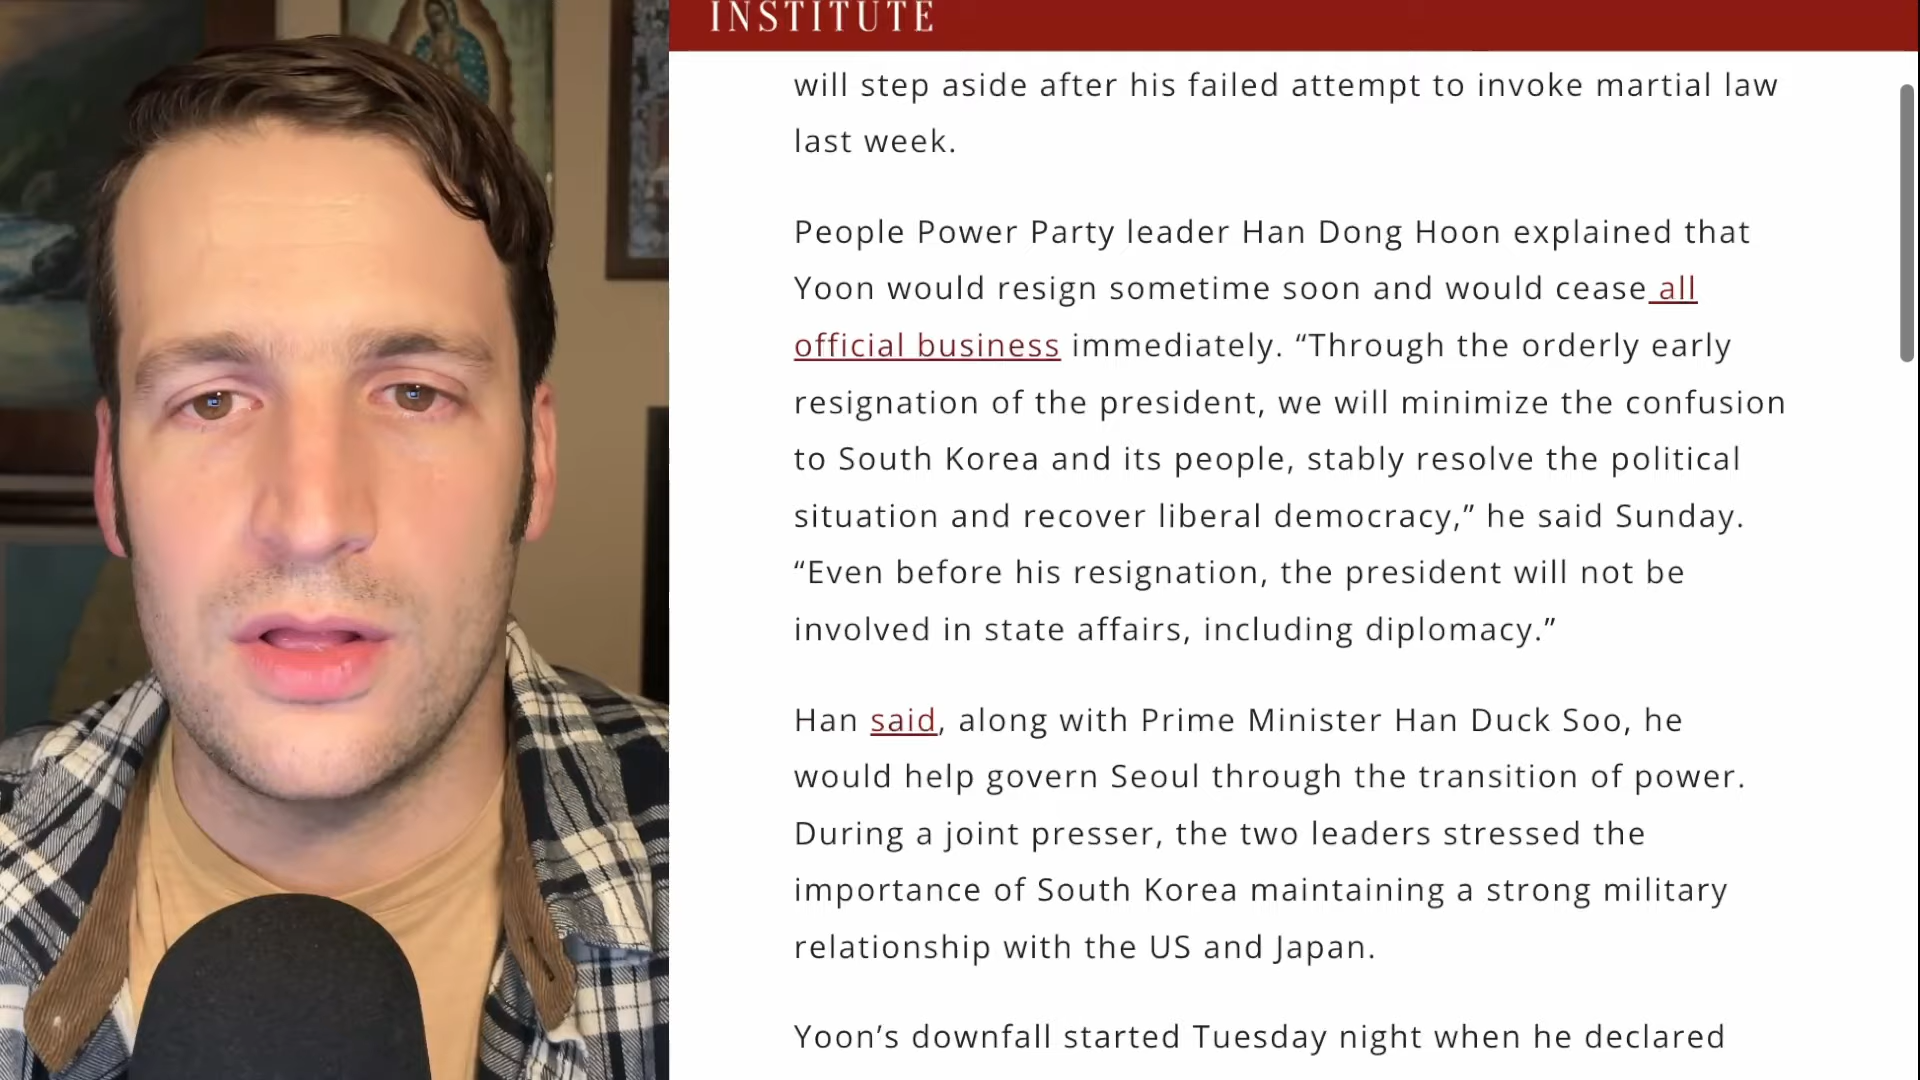 INSTITUTE
will step aside after his failed attempt to invoke martial law
last week.
People Power Party leader Han Dong Hoon explained that
Yoon would resign sometime soon and would cease all
official business immediately. “Through the orderly early
resignation of the president, we will minimize the confusion
to South Korea and its people, stably resolve the political
situation and recover liberal democracy,” he said Sunday.
“Even before his resignation, the president will not be
involved in state affairs, including diplomacy.”
Han said, along with Prime Minister Han Duck Soo, he
would help govern Seoul through the transition of power.
During a joint presser, the two leaders stressed the
importance of South Korea maintaining a strong military
relationship with the US and Japan.
Yoon’s downfall started Tuesday night when he declared